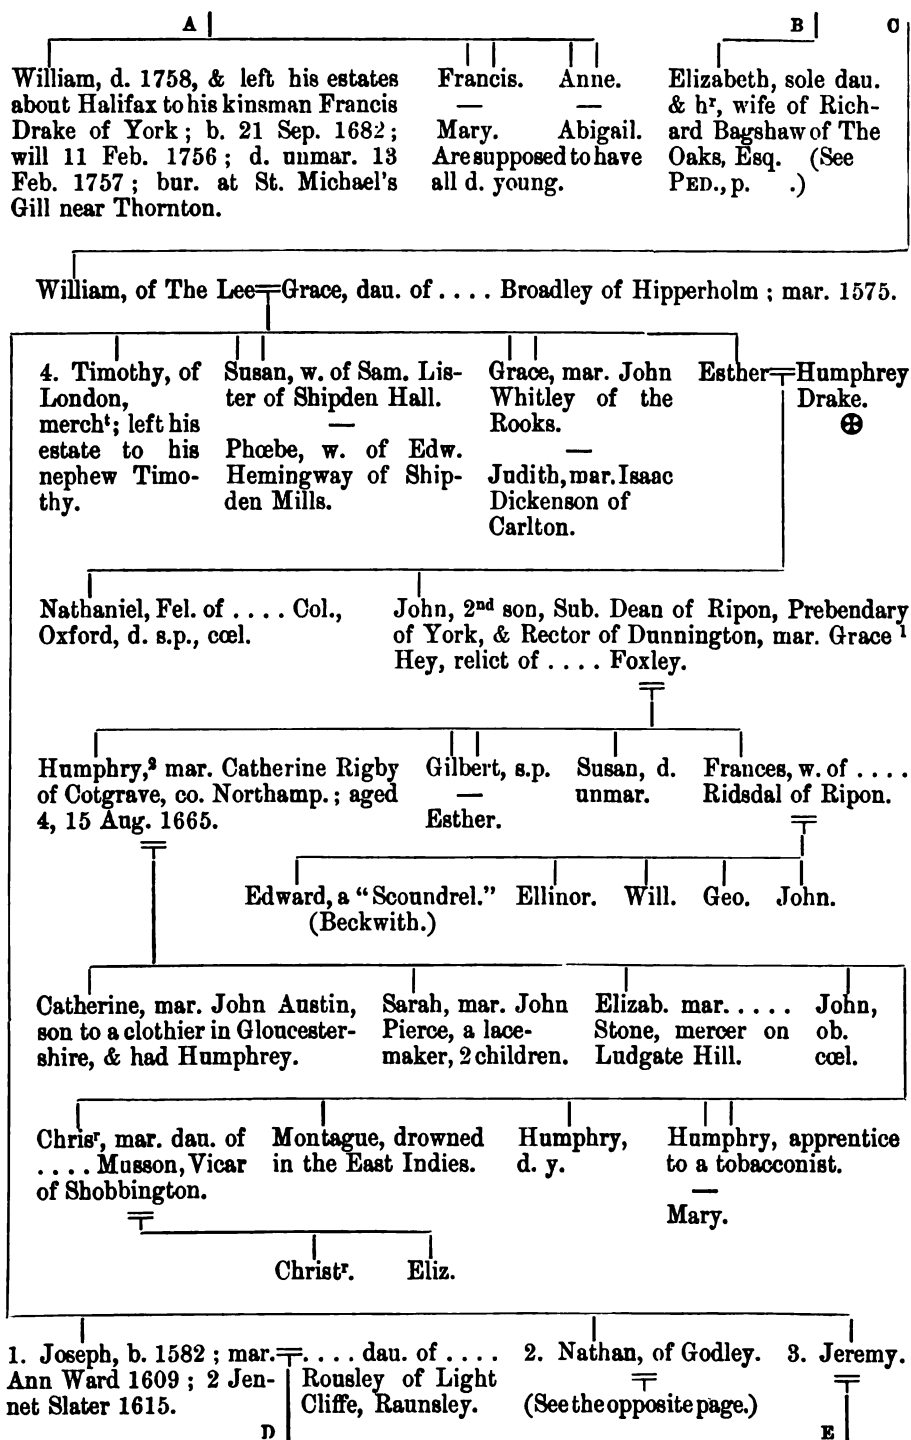 A B C
William, d. 1758, & left his estates
about Halifax to his kinsman Francis
Drake of York; b. 21 Sep. 1682;
will 11 Feb. 1756; d. unmar. 13
Feb. 1757; bur. at St. Michael's
Gill near Thornton.
Francis.
—
Mary.
Anne.
—
Abigail.
Are supposed to have
all d. young.
Elizabeth, sole dau.
& hʳ, wife of Rich-
ard Bagshaw of The
Oaks, Esq. (See
PED., p. .)
William, of The Lee=Grace, dau. of .... Broadley of Hipperholm; mar. 1575.
4. Timothy, of
London,
mercht; left his
estate to his
nephew Timo-
thy.
Susan, w. of Sam. Lis-
ter of Shipden Hall.
—
Phœbe, w. of Edw.
Hemingway of Ship-
den Mills.
Grace, mar. John
Whitley of the
Rooks.
—
Judith, mar. Isaac
Dickenson of
Carlton.
Esther=Humphrey
Drake.
⊕
Nathaniel, Fel. of .... Col.,
Oxford, d. s.p., cœl.
John, 2nd son, Sub. Dean of Ripon, Prebendary
of York, & Rector of Dunnington, mar. Grace ¹
Hey, relict of .... Foxley.
Humphry,² mar. Catherine Rigby
of Cotgrave, co. Northamp.; aged
4, 15 Aug. 1665.
Gilbert, s.p.
—
Esther.
Susan, d.
unmar.
Frances, w. of ....
Ridsdal of Ripon.
Edward, a "Scoundrel."
(Beckwith.)
Ellinor. Will. Geo. John.
Catherine, mar. John Austin,
son to a clothier in Gloucester-
shire, & had Humphrey.
Sarah, mar. John
Pierce, a lace-
maker, 2 children.
Elizab. mar.....
Stone, mercer on
Ludgate Hill.
John,
ob.
cœl.
Chrisʳ, mar. dau. of
.... Musson, Vicar
of Shobbington.
Montague, drowned
in the East Indies.
Humphry,
d. y.
Humphry, apprentice
to a tobacconist.
—
Mary.
Christʳ. Eliz.
1. Joseph, b. 1582; mar.=.... dau. of ....
Ann Ward 1609; 2 Jen-
net Slater 1615.
Rousley of Light
Cliffe, Raunsley.
2. Nathan, of Godley.
(See the opposite page.)
3. Jeremy.
D E